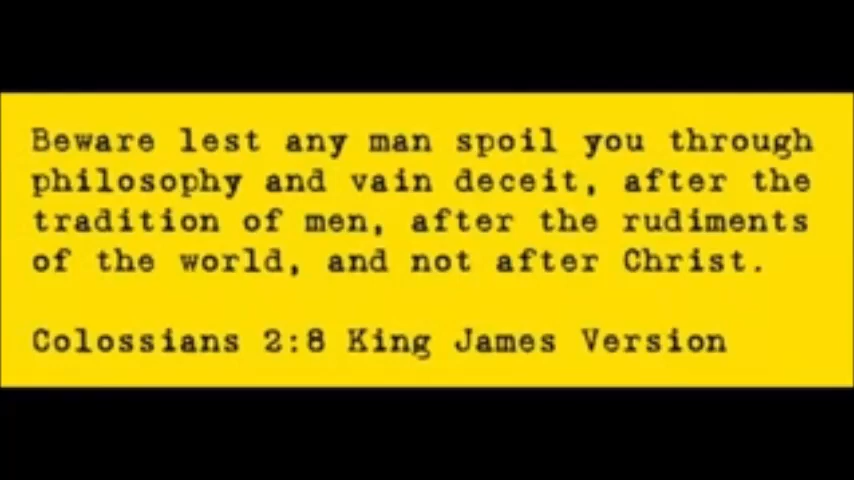 Beware lest any man spoil you through
philosophy and vain deceit, after the
tradition of men, after the rudiments
of the world, and not after Christ.
Colossians 2:8 King James Version